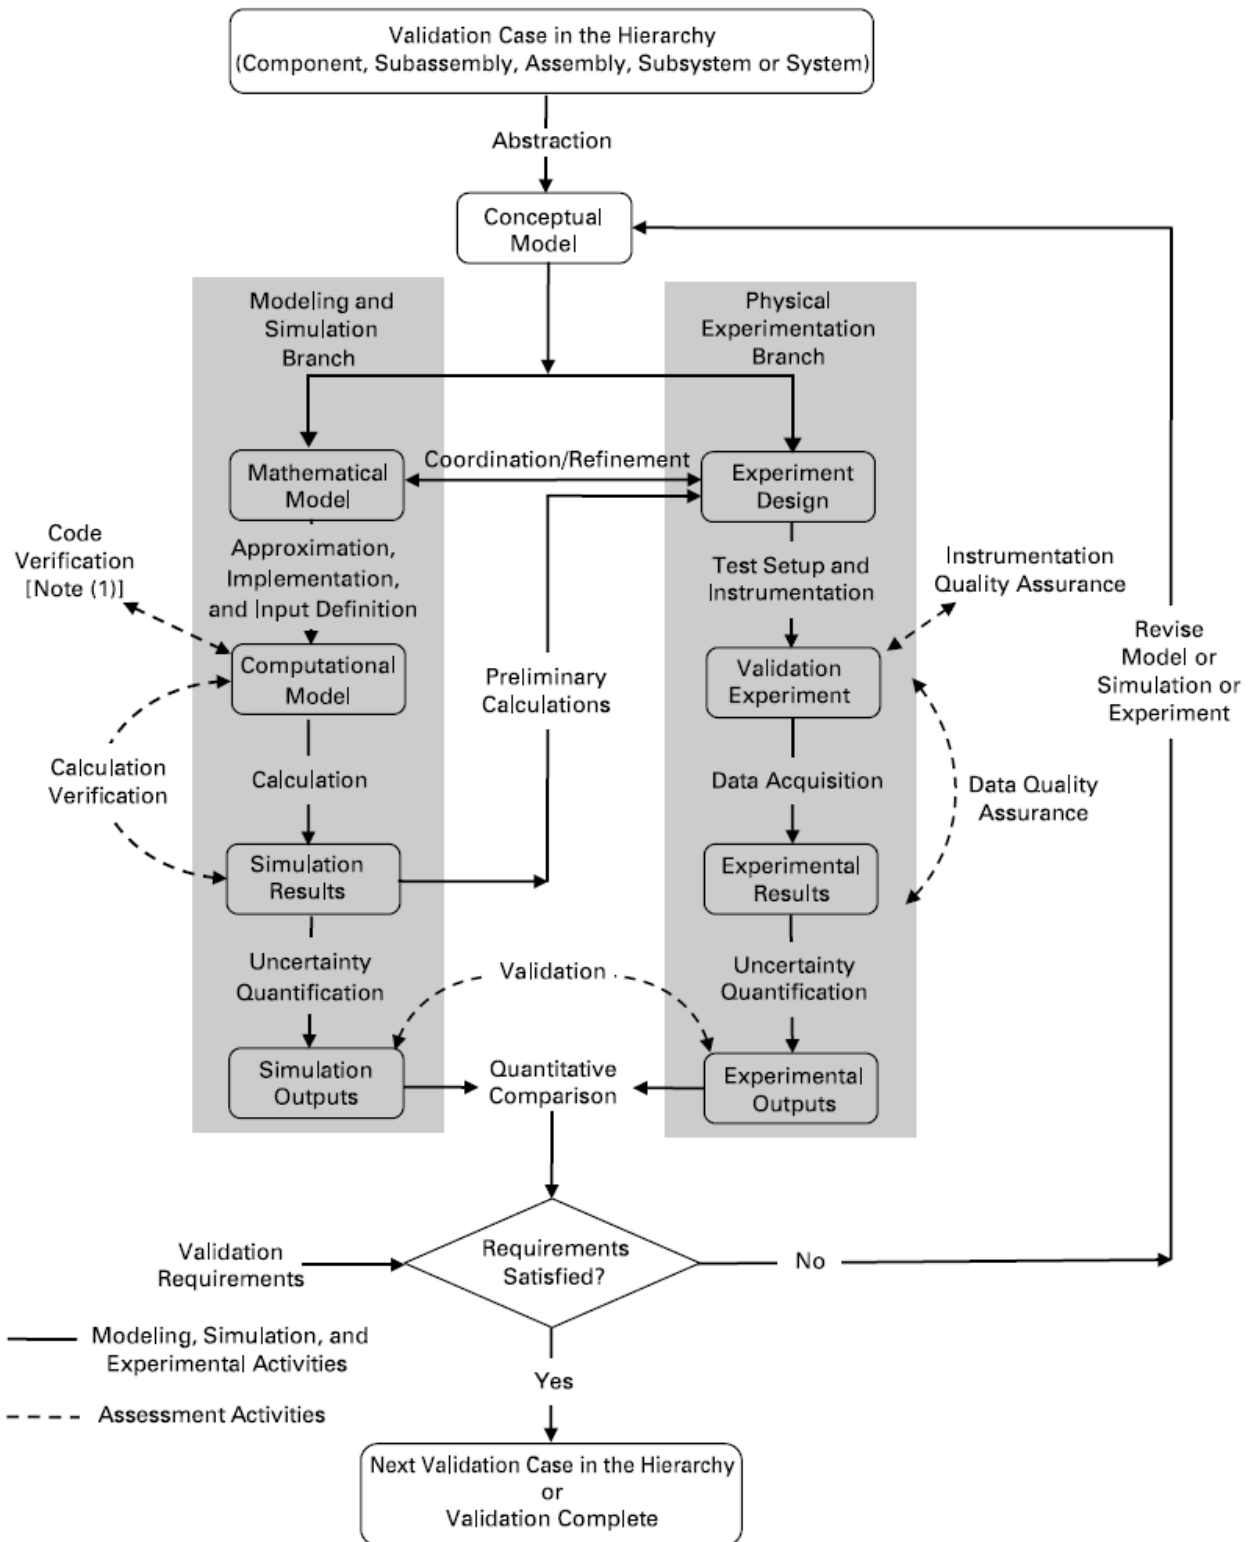 Validation Case in the Hierarchy
(Component, Subassembly, Assembly, Subsystem or System)
Abstraction
Conceptual
Model
Modeling and
Simulation
Branch
Physical
Experimentation
Branch
Mathematical
Model
Coordination/Refinement
Experiment
Design
Code
Verification
[Note (1)]
Approximation,
Implementation,
and Input Definition
Test Setup and
Instrumentation
Instrumentation
Quality Assurance
Computational
Model
Preliminary
Calculations
Validation
Experiment
Revise
Model or
Simulation or
Experiment
Calculation
Verification
Calculation
Data Acquisition
Data Quality
Assurance
Simulation
Results
Experimental
Results
Uncertainty
Quantification
Validation
Uncertainty
Quantification
Simulation
Outputs
Quantitative
Comparison
Experimental
Outputs
Validation
Requirements
Requirements
Satisfied?
No
Modeling, Simulation, and
Experimental Activities
Yes
Assessment Activities
Next Validation Case in the Hierarchy
or
Validation Complete